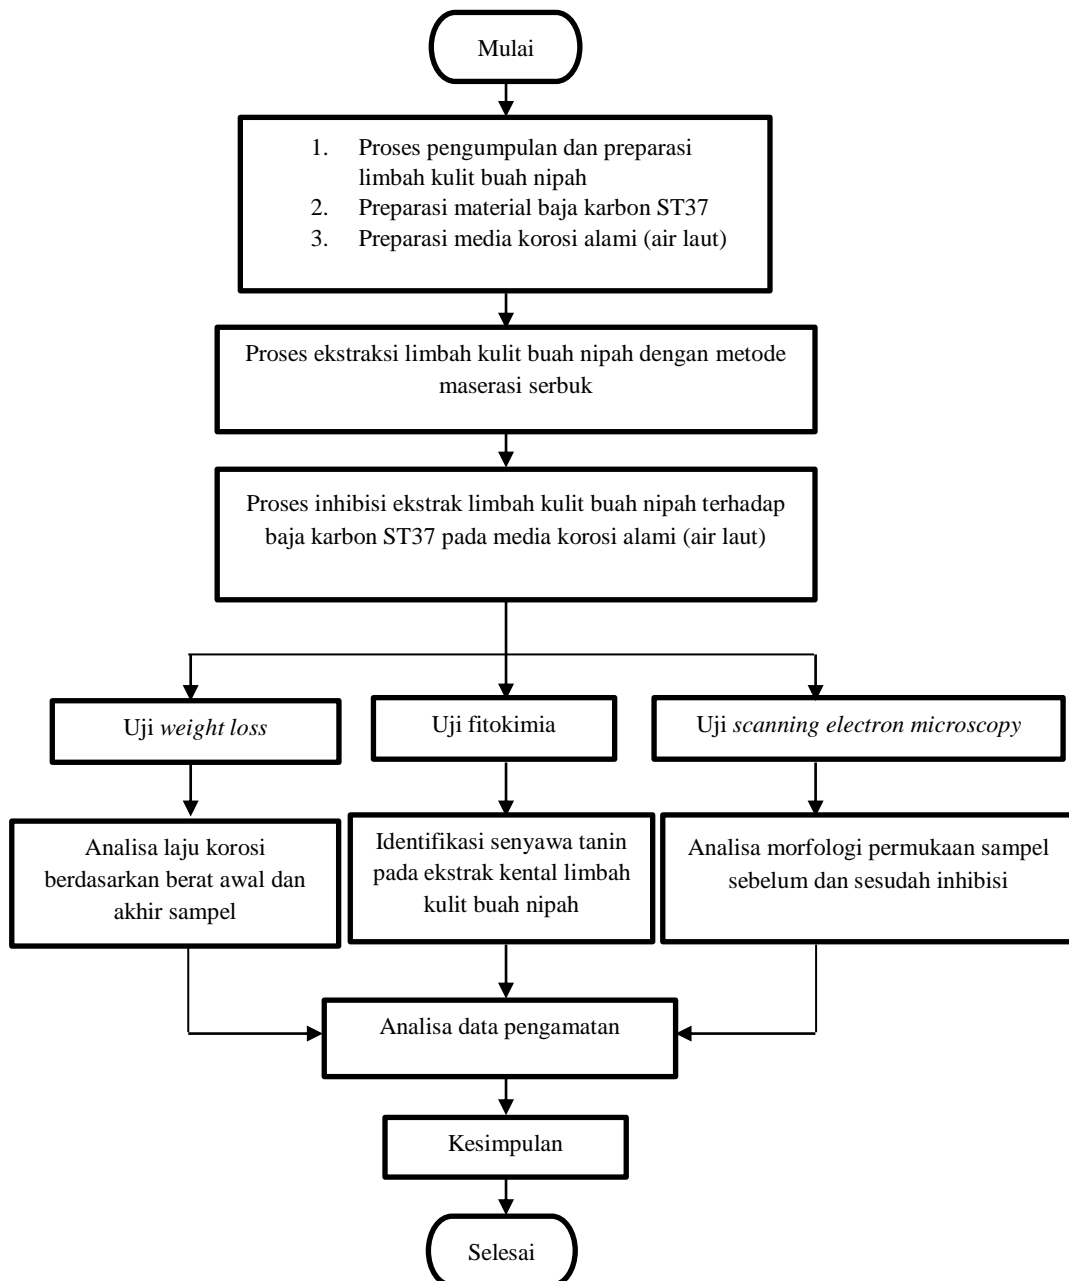 Mulai
1. Proses pengumpulan dan preparasi
limbah kulit buah nipah
2. Preparasi material baja karbon ST37
3. Preparasi media korosi alami (air laut)
Proses ekstraksi limbah kulit buah nipah dengan metode
maserasi serbuk
Proses inhibisi ekstrak limbah kulit buah nipah terhadap
baja karbon ST37 pada media korosi alami (air laut)
Uji weight loss
Uji fitokimia
Uji scanning electron microscopy
Analisa laju korosi
berdasarkan berat awal dan
akhir sampel
Identifikasi senyawa tanin
pada ekstrak kental limbah
kulit buah nipah
Analisa morfologi permukaan sampel
sebelum dan sesudah inhibisi
Analisa data pengamatan
Kesimpulan
Selesai